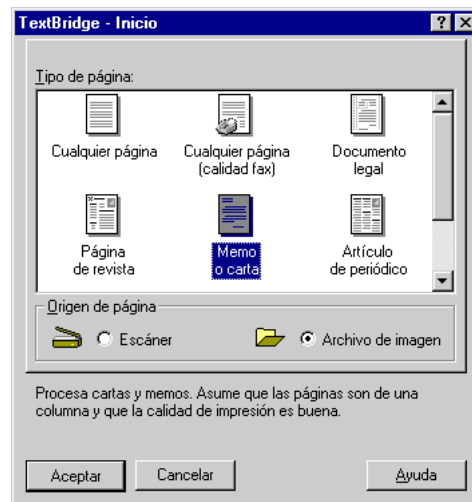 TextBridge - Inicio
Tipo de página:
Cualquier página
Cualquier página
(calidad fax)
Documento
legal
Página
de revista
Memo
o carta
Artículo
de periódico
Origen de página
Escáner
Archivo de imagen
Procesa cartas y memos. Asume que las páginas son de una
columna y que la calidad de impresión es buena.
Aceptar
Cancelar
Ayuda